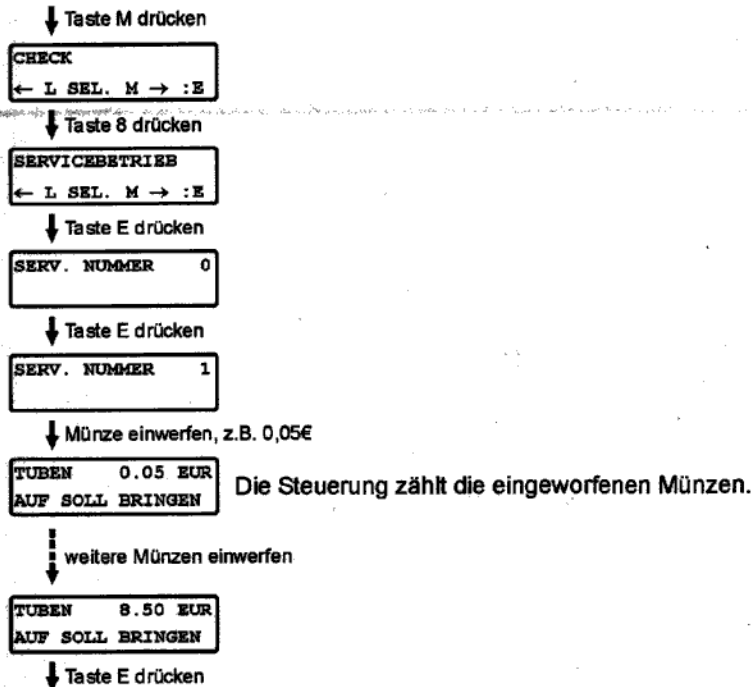 Taste M drücken
CHECK
← L SEL. M → :E
Taste 8 drücken
SERVICEBETRIEB
← L SEL. M → :E
Taste E drücken
SERV. NUMMER 0
Taste E drücken
SERV. NUMMER 1
Münze einwerfen, z.B. 0,05€
TUBEN 0.05 EUR
AUF SOLL BRINGEN
Die Steuerung zählt die eingeworfenen Münzen.
weitere Münzen einwerfen
TUBEN 8.50 EUR
AUF SOLL BRINGEN
Taste E drücken